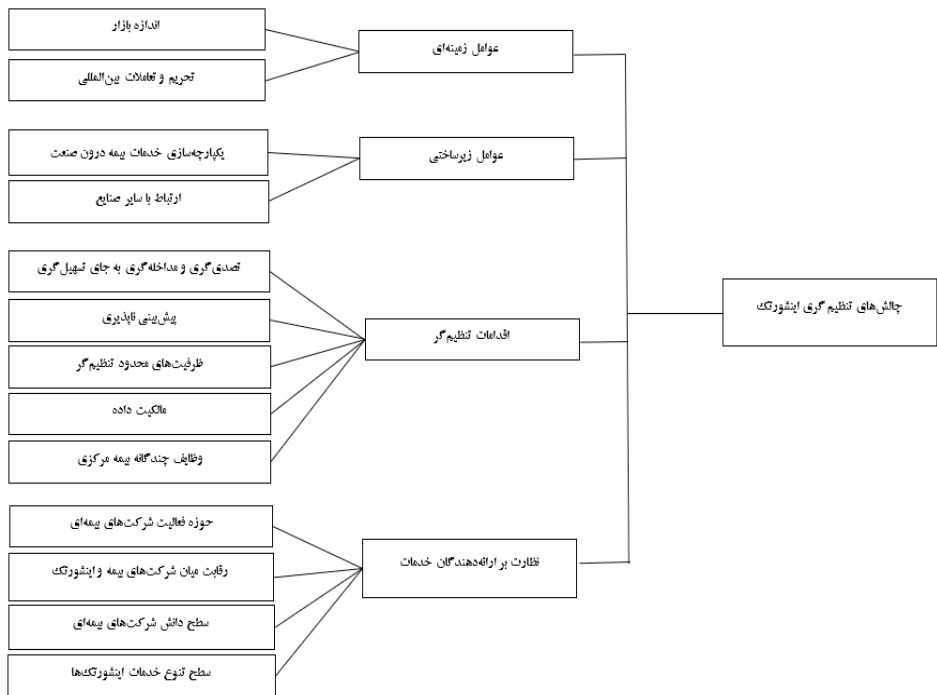 چالش‌های تنظیم گری اینشورتک
عوامل زمینه‌ای
اندازه بازار
تحریم و تعاملات بین‌المللی
عوامل زیرساختی
یکپارچه‌سازی خدمات بیمه درون صنعت
ارتباط با سایر صنایع
اقدامات تنظیم‌گر
تصدی‌گری و مداخله‌گری به جای تسهیل‌گری
پیش‌بینی ناپذیری
ظرفیت‌های محدود تنظیم‌گر
مالکیت داده
وظایف چندگانه بیمه مرکزی
نظارت بر ارائه‌دهندگان خدمات
حوزه فعالیت شرکت‌های بیمه‌ای
رقابت میان شرکت‌های بیمه و اینشورتک
سطح دانش شرکت‌های بیمه‌ای
سطح تنوع خدمات اینشورتک‌ها